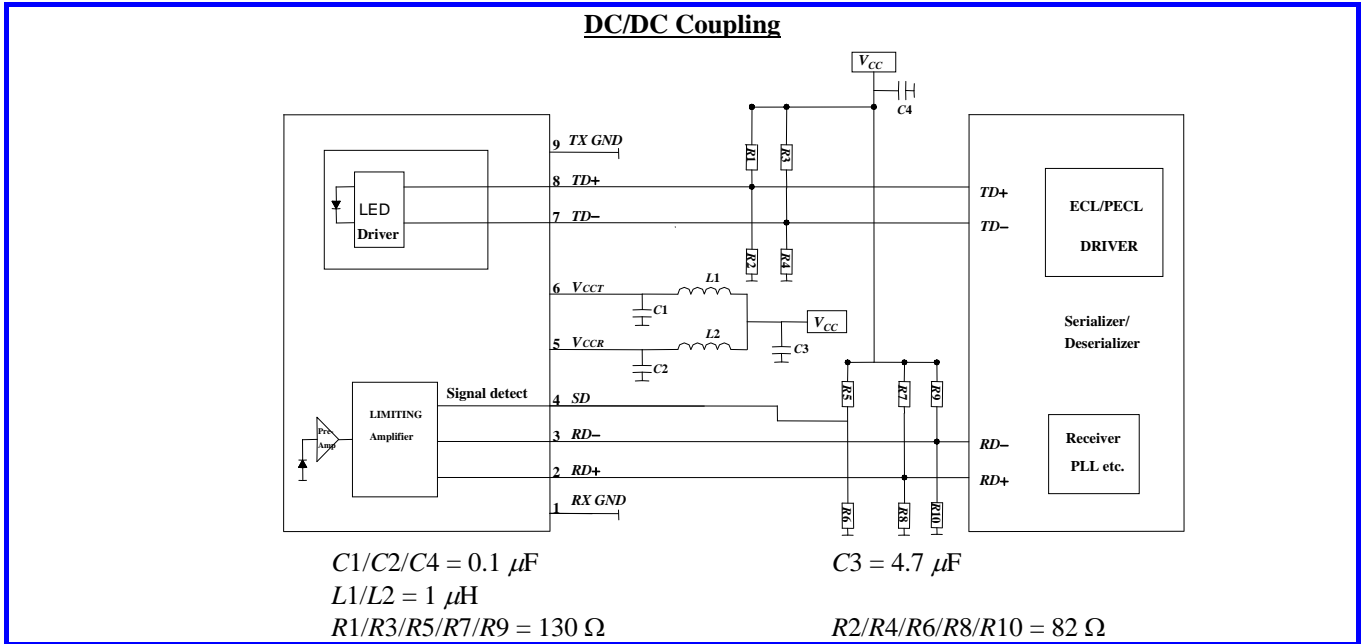 DC/DC Coupling
VCC
C4
9 TX GND
R1
R3
8 TD+
TD+
LED
Driver
7 TD−
TD−
ECL/PECL
DRIVER
R2
R4
6 VCCT
L1
C1
VCC
5 VCCR
L2
C3
C2
Serializer/
Deserializer
Signal detect
4 SD
R5
R7
R9
LIMITING
Amplifier
Pre-
Amp
3 RD−
RD−
Receiver
PLL etc.
2 RD+
RD+
1 RX GND
R6
R8
R10
C1/C2/C4 = 0.1 μF
C3 = 4.7 μF
L1/L2 = 1 μH
R1/R3/R5/R7/R9 = 130 Ω
R2/R4/R6/R8/R10 = 82 Ω